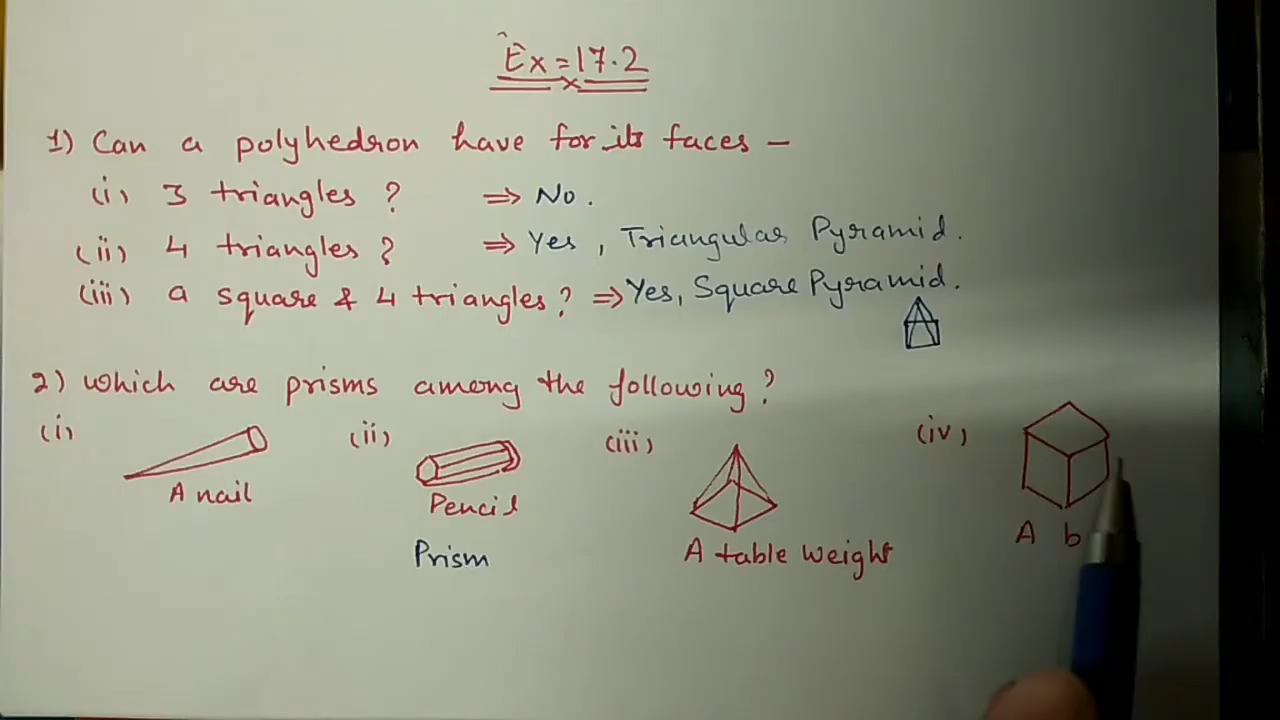 Ex = 17.2
1) Can a polyhedron have for its faces -
(i) 3 triangles? ⇒ No.
(ii) 4 triangles? ⇒ Yes, Triangular Pyramid.
(iii) a square & 4 triangles? ⇒ Yes, Square Pyramid.
2) which are prisms among the following?
(i) (ii) (iii) (iv)
A nail Pencil
Prism A table weight A b